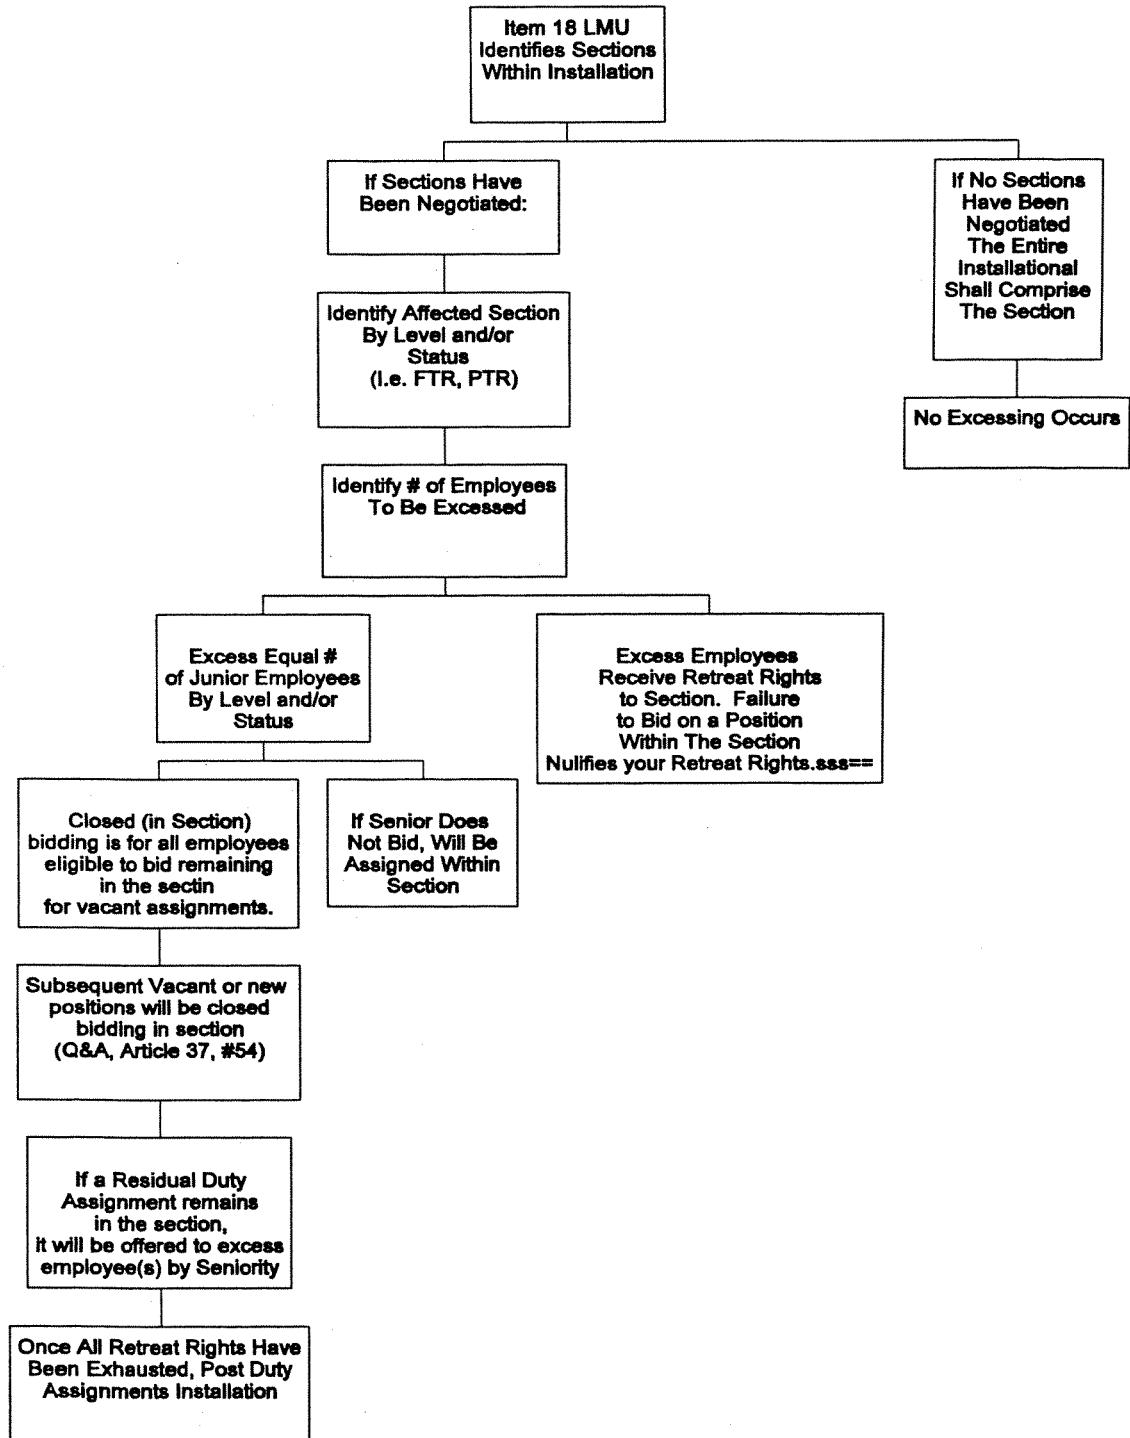 Item 18 LMU
Identifies Sections
Within Installation
If Sections Have
Been Negotiated:
If No Sections
Have Been
Negotiated
The Entire
Installational
Shall Comprise
The Section
Identify Affected Section
By Level and/or
Status
(I.e. FTR, PTR)
No Excessing Occurs
Identify # of Employees
To Be Excessed
Excess Equal #
of Junior Employees
By Level and/or
Status
Excess Employees
Receive Retreat Rights
to Section. Failure
to Bid on a Position
Within The Section
Nulifies your Retreat Rights.sss==
Closed (in Section)
bidding is for all employees
eligible to bid remaining
in the sectin
for vacant assignments.
If Senior Does
Not Bid, Will Be
Assigned Within
Section
Subsequent Vacant or new
positions will be closed
bidding in section
(Q&A, Article 37, #54)
If a Residual Duty
Assignment remains
in the section,
it will be offered to excess
employee(s) by Seniority
Once All Retreat Rights Have
Been Exhausted, Post Duty
Assignments Installation